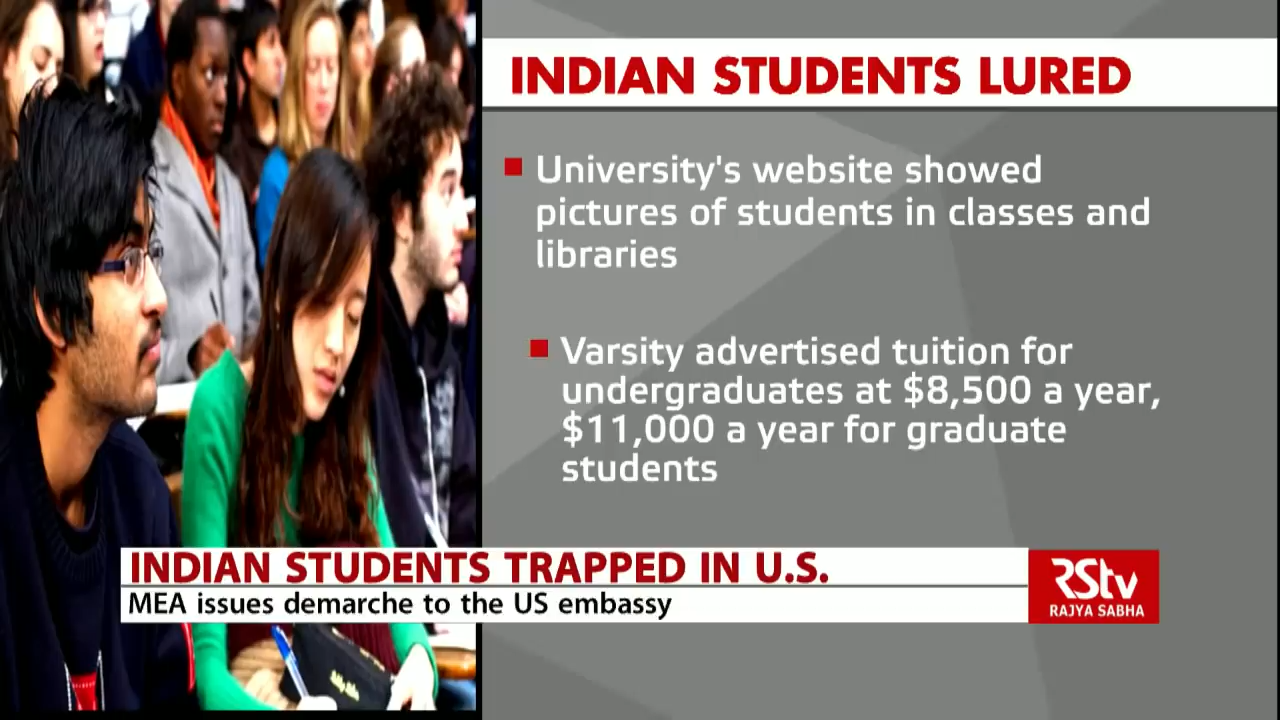 INDIAN STUDENTS LURED
University's website showed
pictures of students in classes and
libraries
Varsity advertised tuition for
undergraduates at $8,500 a year,
$11,000 a year for graduate
students
INDIAN STUDENTS TRAPPED IN U.S.
MEA issues demarche to the US embassy
RStv
RAJYA SABHA